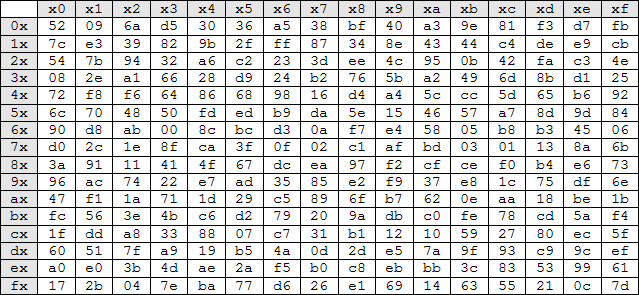 x0 x1 x2 x3 x4 x5 x6 x7 x8 x9 xa xb xc xd xe xf
0x 52 09 6a d5 30 36 a5 38 bf 40 a3 9e 81 f3 d7 fb
1x 7c e3 39 82 9b 2f ff 87 34 8e 43 44 c4 de e9 cb
2x 54 7b 94 32 a6 c2 23 3d ee 4c 95 0b 42 fa c3 4e
3x 08 2e a1 66 28 d9 24 b2 76 5b a2 49 6d 8b d1 25
4x 72 f8 f6 64 86 68 98 16 d4 a4 5c cc 5d 65 b6 92
5x 6c 70 48 50 fd ed b9 da 5e 15 46 57 a7 8d 9d 84
6x 90 d8 ab 00 8c bc d3 0a f7 e4 58 05 b8 b3 45 06
7x d0 2c 1e 8f ca 3f 0f 02 c1 af bd 03 01 13 8a 6b
8x 3a 91 11 41 4f 67 dc ea 97 f2 cf ce f0 b4 e6 73
9x 96 ac 74 22 e7 ad 35 85 e2 f9 37 e8 1c 75 df 6e
ax 47 f1 1a 71 1d 29 c5 89 6f b7 62 0e aa 18 be 1b
bx fc 56 3e 4b c6 d2 79 20 9a db c0 fe 78 cd 5a f4
cx 1f dd a8 33 88 07 c7 31 b1 12 10 59 27 80 ec 5f
dx 60 51 7f a9 19 b5 4a 0d 2d e5 7a 9f 93 c9 9c ef
ex a0 e0 3b 4d ae 2a f5 b0 c8 eb bb 3c 83 53 99 61
fx 17 2b 04 7e ba 77 d6 26 e1 69 14 63 55 21 0c 7d